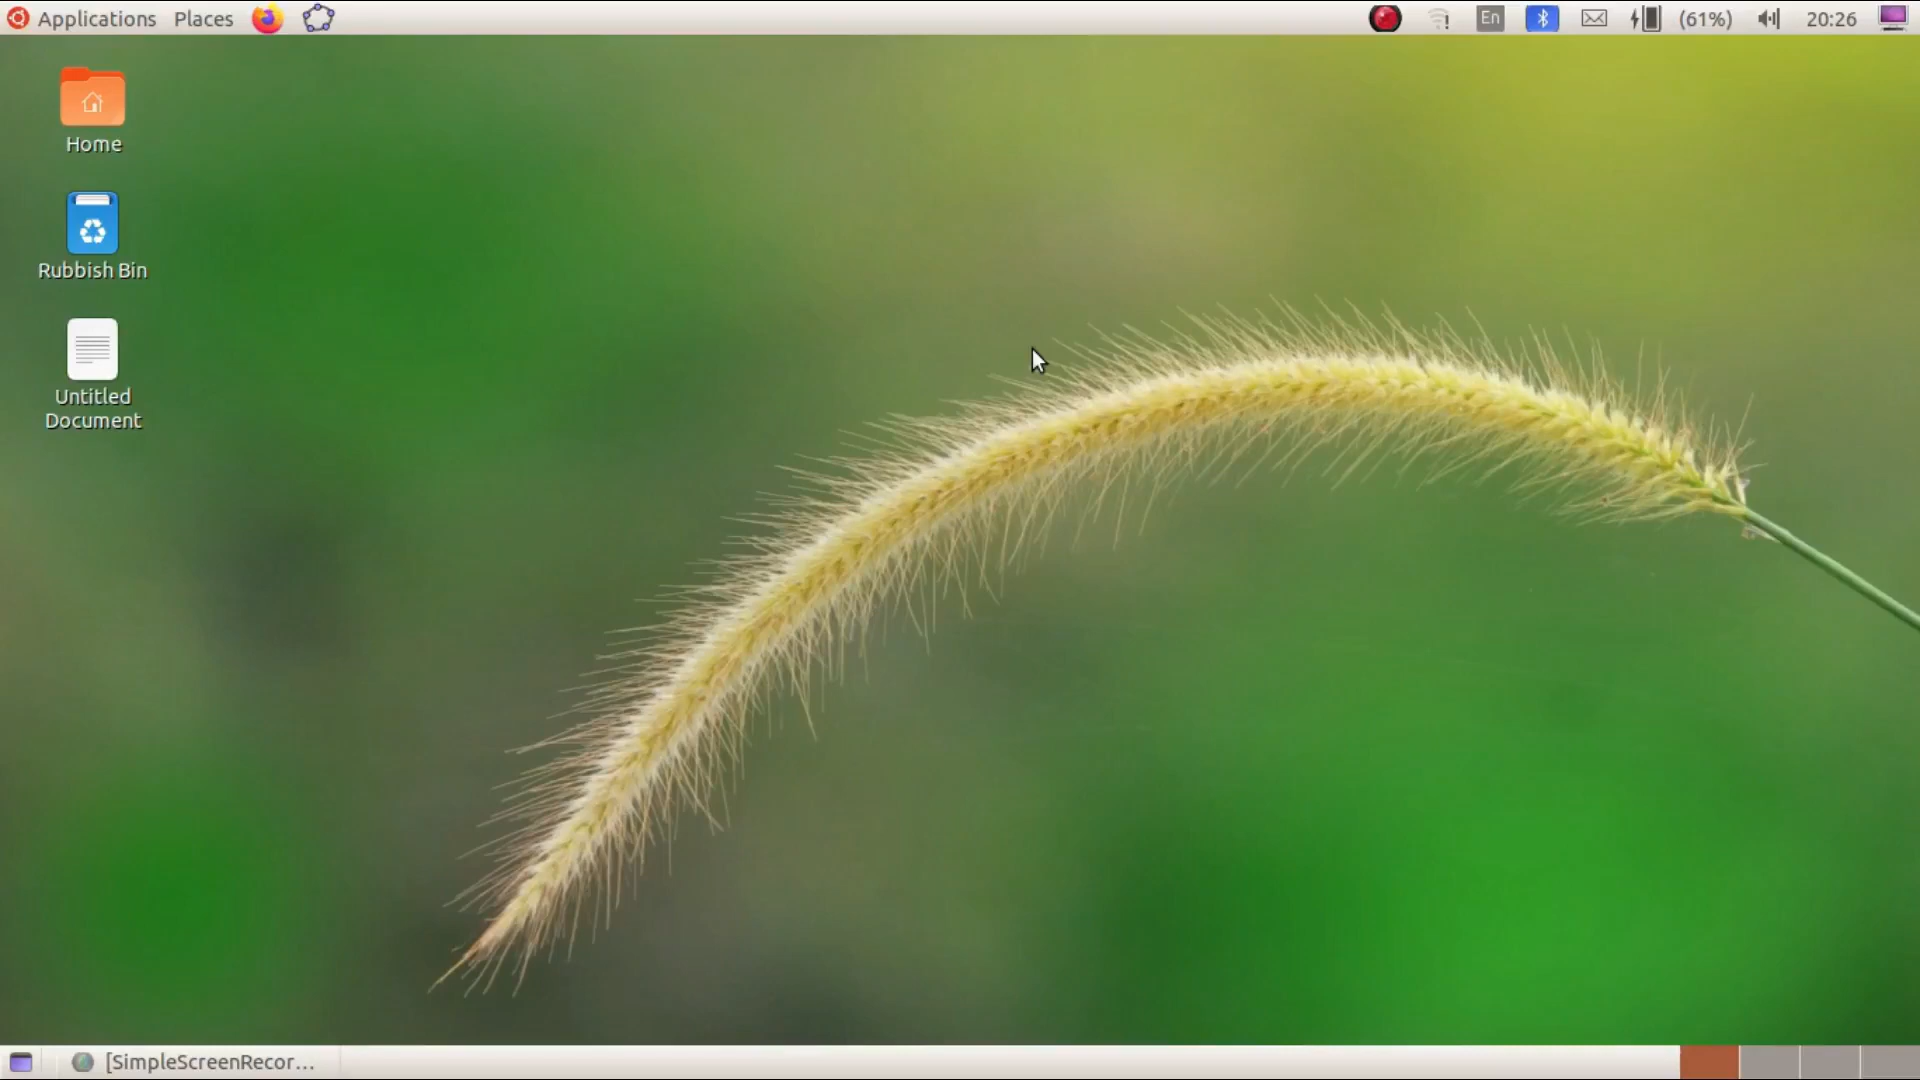 Applications Places En (61%) 20:26
Home
Rubbish Bin
Untitled
Document
[SimpleScreenRecor...